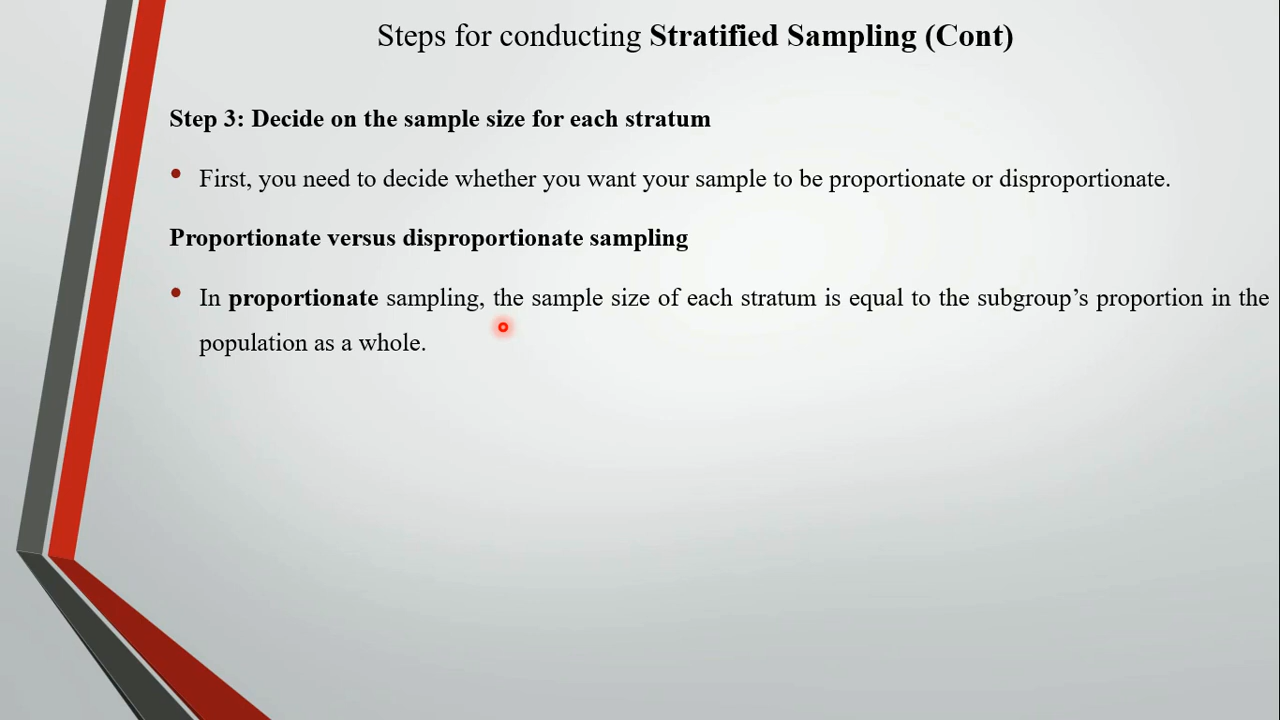 Steps for conducting Stratified Sampling (Cont)
Step 3: Decide on the sample size for each stratum
• First, you need to decide whether you want your sample to be proportionate or disproportionate.
Proportionate versus disproportionate sampling
• In proportionate sampling, the sample size of each stratum is equal to the subgroup’s proportion in the
population as a whole.